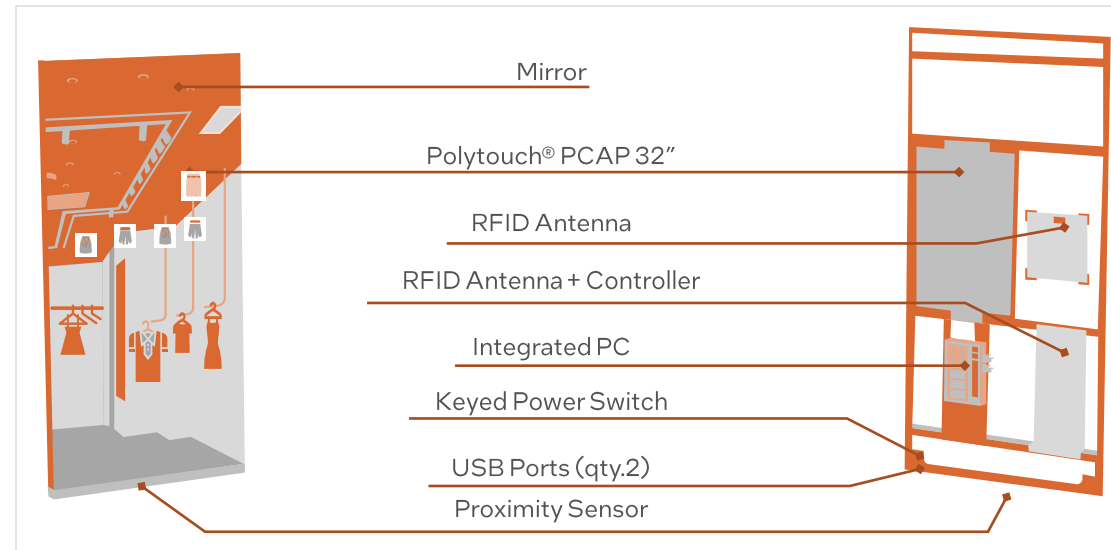 Mirror
Polytouch® PCAP 32”
RFID Antenna
RFID Antenna + Controller
Integrated PC
Keyed Power Switch
USB Ports (qty.2)
Proximity Sensor